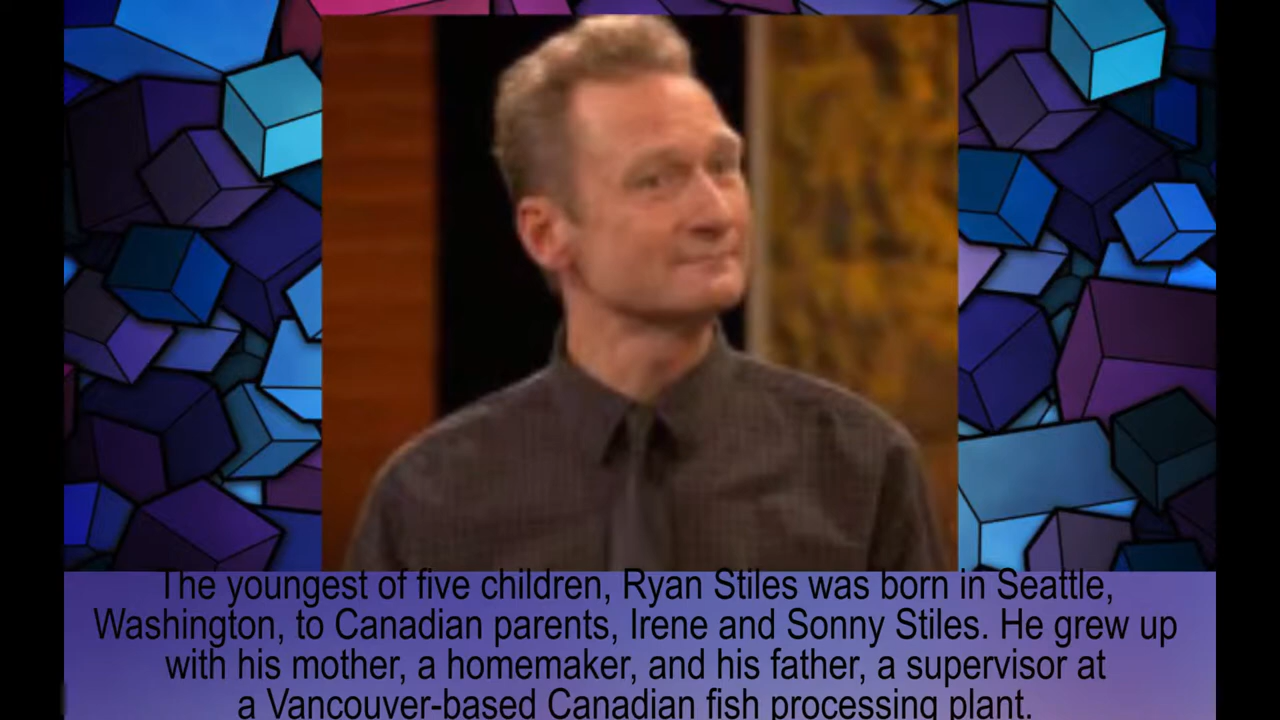 The youngest of five children, Ryan Stiles was born in Seattle,
Washington, to Canadian parents, Irene and Sonny Stiles. He grew up
with his mother, a homemaker, and his father, a supervisor at
a Vancouver-based Canadian fish processing plant.